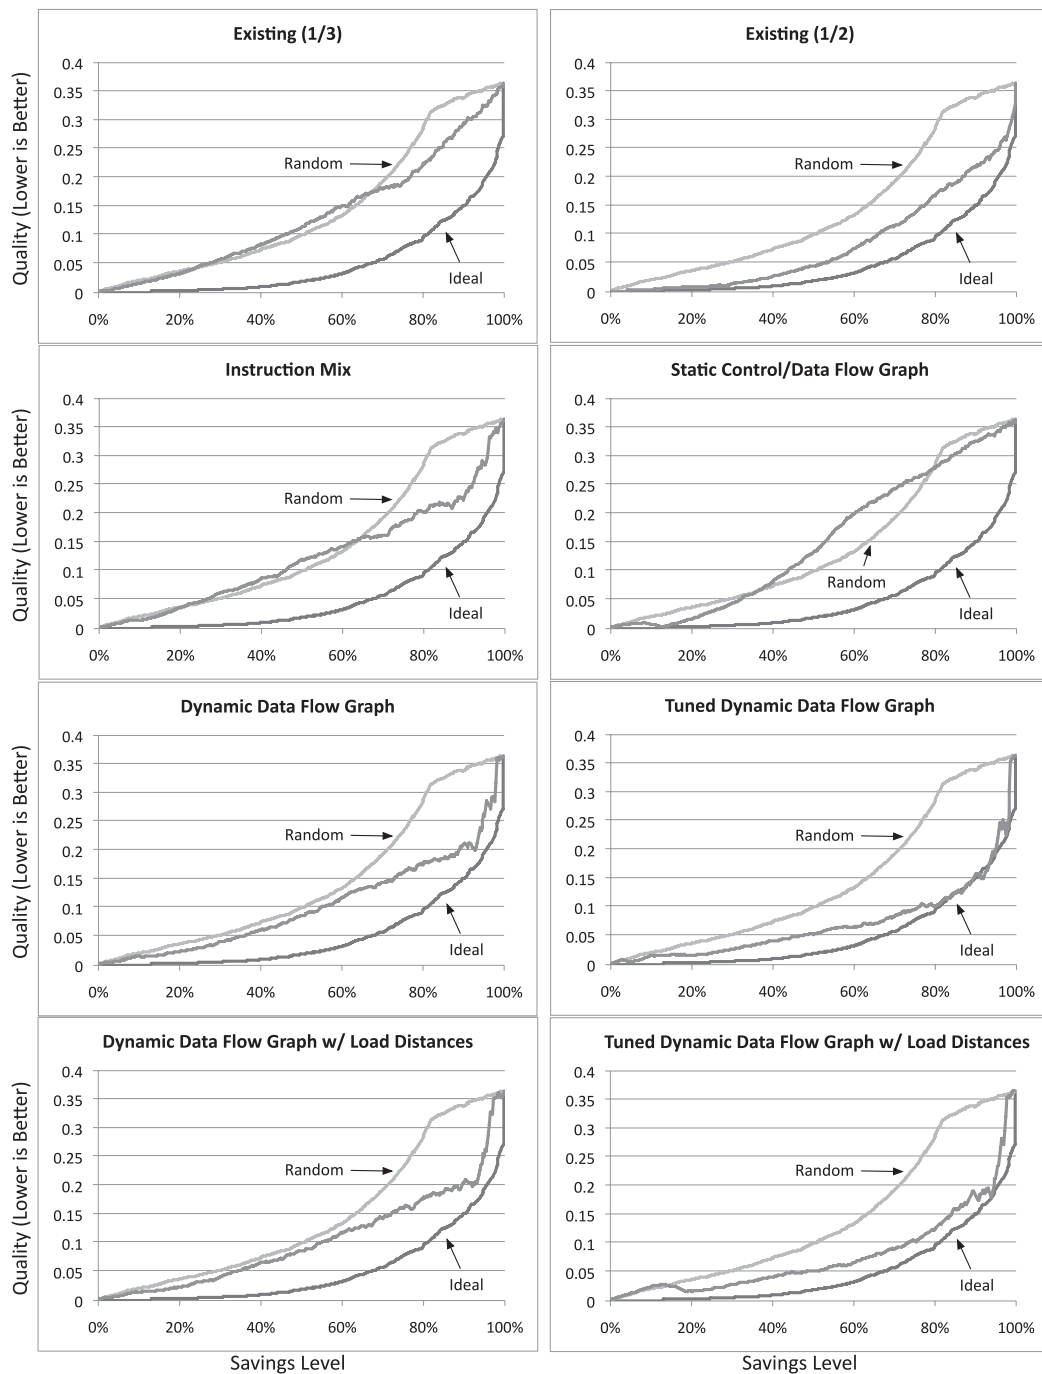 Existing (1/3)
Quality (Lower is Better)
0.4
0.35
0.3
0.25
0.2
0.15
0.1
0.05
0
Random
Ideal
0% 20% 40% 60% 80% 100%
Existing (1/2)
0.4
0.35
0.3
0.25
0.2
0.15
0.1
0.05
0
Random
Ideal
0% 20% 40% 60% 80% 100%
Instruction Mix
Quality (Lower is Better)
0.4
0.35
0.3
0.25
0.2
0.15
0.1
0.05
0
Random
Ideal
0% 20% 40% 60% 80% 100%
Static Control/Data Flow Graph
0.4
0.35
0.3
0.25
0.2
0.15
0.1
0.05
0
Random
Ideal
0% 20% 40% 60% 80% 100%
Dynamic Data Flow Graph
Quality (Lower is Better)
0.4
0.35
0.3
0.25
0.2
0.15
0.1
0.05
0
Random
Ideal
0% 20% 40% 60% 80% 100%
Tuned Dynamic Data Flow Graph
0.4
0.35
0.3
0.25
0.2
0.15
0.1
0.05
0
Random
Ideal
0% 20% 40% 60% 80% 100%
Dynamic Data Flow Graph w/ Load Distances
Quality (Lower is Better)
0.4
0.35
0.3
0.25
0.2
0.15
0.1
0.05
0
Random
Ideal
0% 20% 40% 60% 80% 100%
Savings Level
Tuned Dynamic Data Flow Graph w/ Load Distances
0.4
0.35
0.3
0.25
0.2
0.15
0.1
0.05
0
Random
Ideal
0% 20% 40% 60% 80% 100%
Savings Level